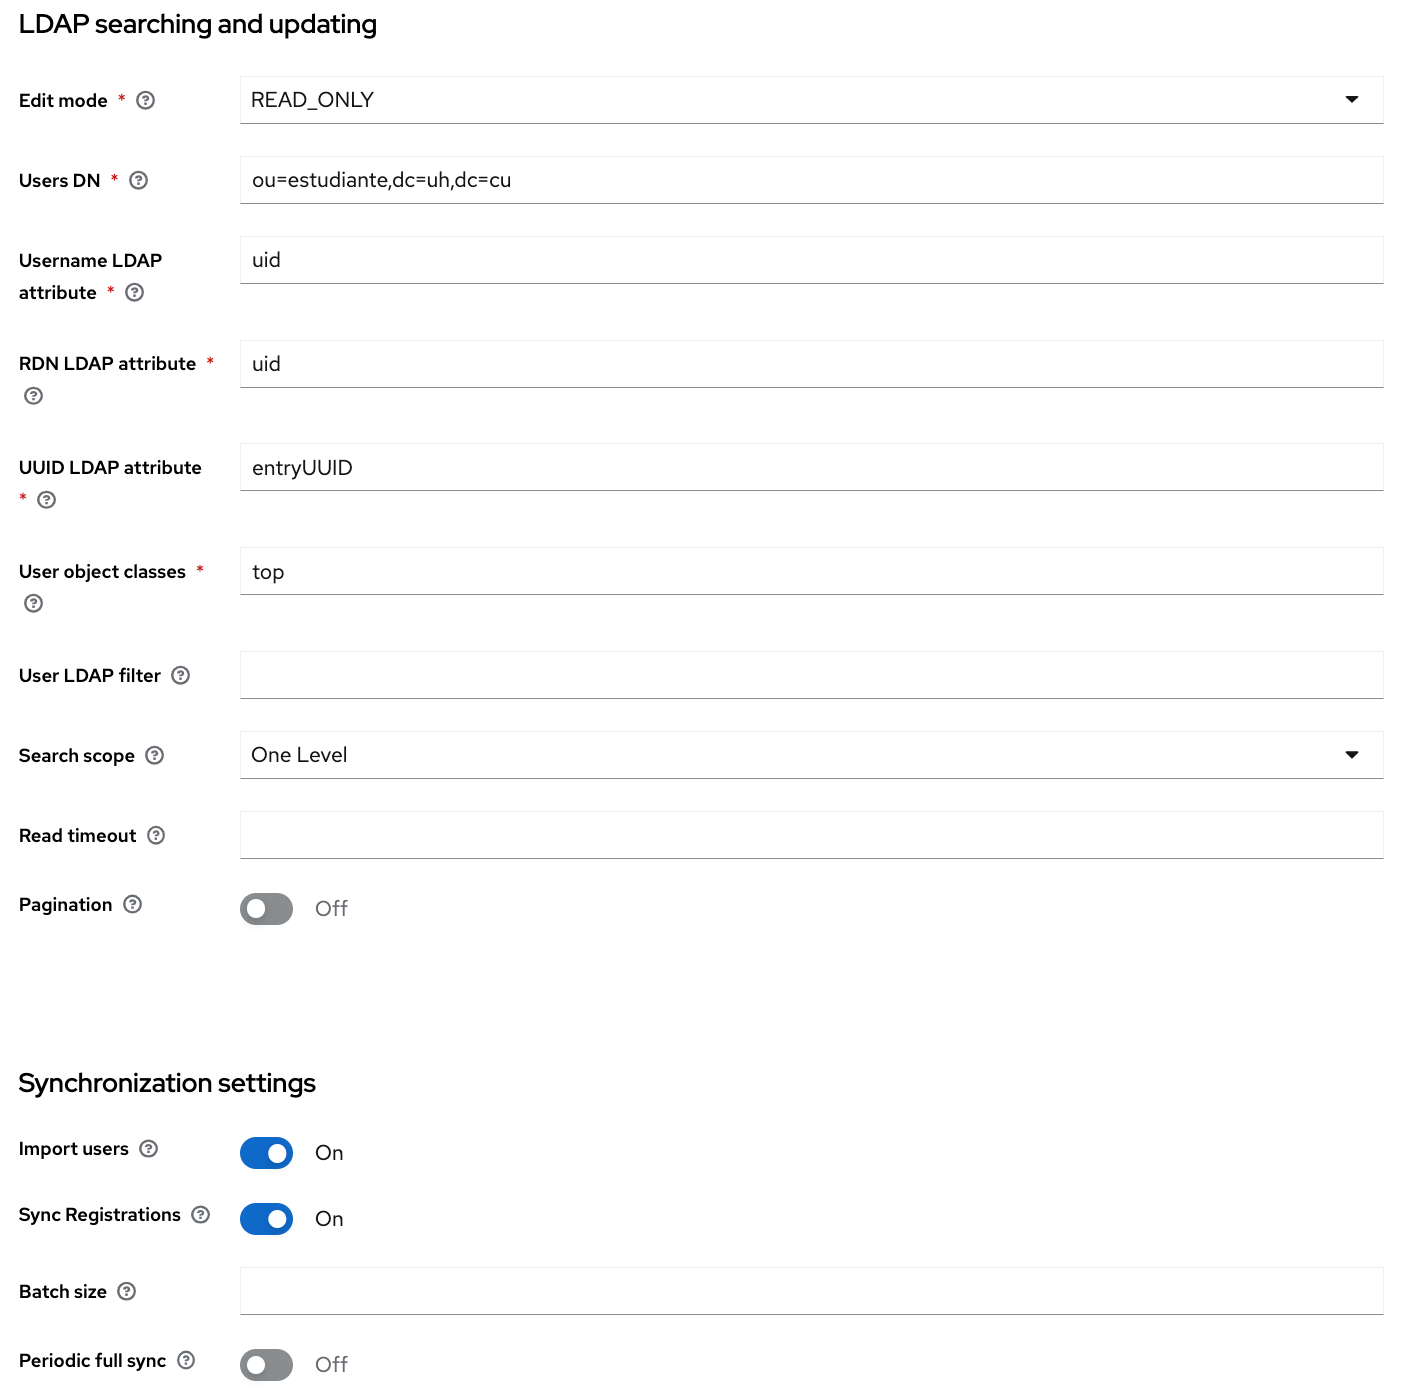 LDAP searching and updating
Edit mode *
READ_ONLY
Users DN *
ou=estudiante,dc=uh,dc=cu
Username LDAP
attribute *
uid
RDN LDAP attribute *
uid
UUID LDAP attribute
*
entryUUID
User object classes *
top
User LDAP filter
Search scope
One Level
Read timeout
Pagination
Off
Synchronization settings
Import users
On
Sync Registrations
On
Batch size
Periodic full sync
Off